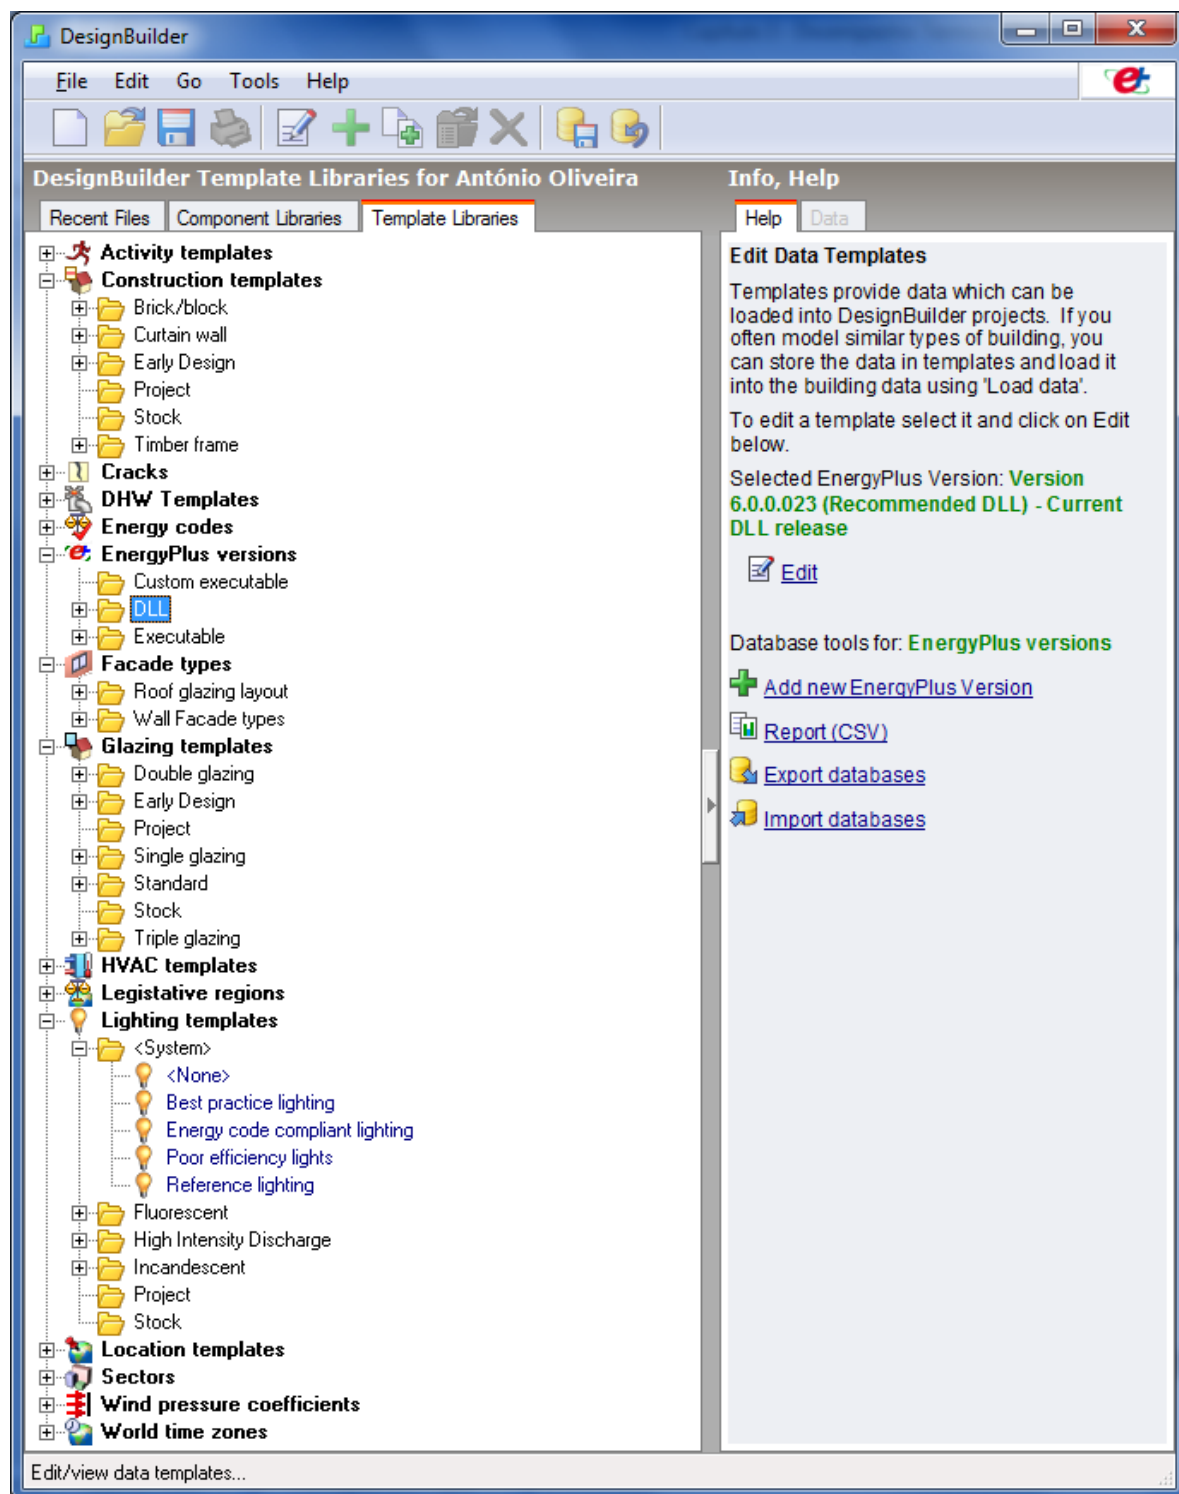 DesignBuilder
File Edit Go Tools Help
DesignBuilder Template Libraries for António Oliveira
Recent Files Component Libraries Template Libraries
Activity templates
Construction templates
Brick/block
Curtain wall
Early Design
Project
Stock
Timber frame
Cracks
DHW Templates
Energy codes
EnergyPlus versions
Custom executable
DLL
Executable
Facade types
Roof glazing layout
Wall Facade types
Glazing templates
Double glazing
Early Design
Project
Single glazing
Standard
Stock
Triple glazing
HVAC templates
Legistative regions
Lighting templates
<System>
<None>
Best practice lighting
Energy code compliant lighting
Poor efficiency lights
Reference lighting
Fluorescent
High Intensity Discharge
Incandescent
Project
Stock
Location templates
Sectors
Wind pressure coefficients
World time zones
Info, Help
Help Data
Edit Data Templates
Templates provide data which can be
loaded into DesignBuilder projects. If you
often model similar types of building, you
can store the data in templates and load it
into the building data using 'Load data'.
To edit a template select it and click on Edit
below.
Selected EnergyPlus Version: Version
6.0.0.023 (Recommended DLL) - Current
DLL release
Edit
Database tools for: EnergyPlus versions
Add new EnergyPlus Version
Report (CSV)
Export databases
Import databases
Edit/view data templates...